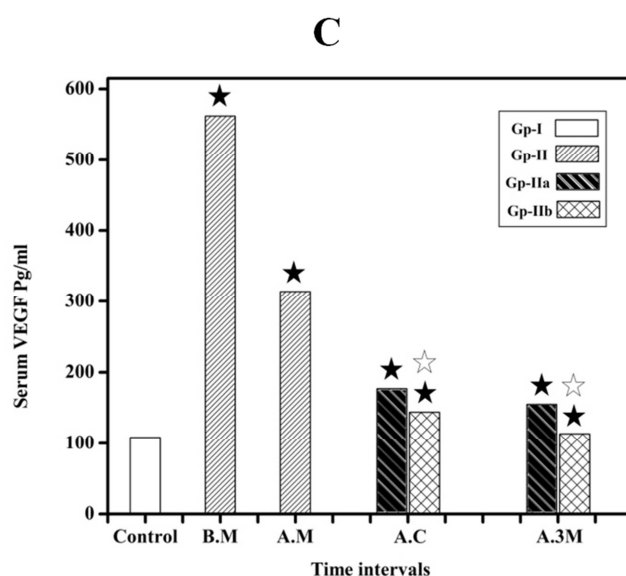 C
600
500
400
300
200
100
0
Serum VEGF Pg/ml
Gp-I
Gp-II
Gp-IIa
Gp-IIb
Control B.M A.M A.C A.3M
Time intervals